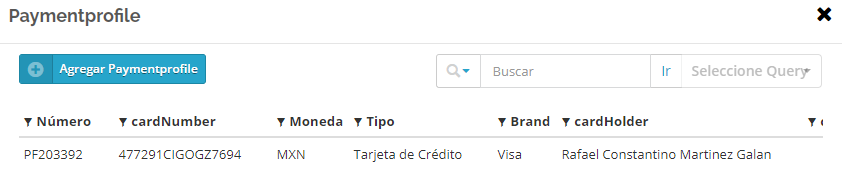 Paymentprofile
Agregar Paymentprofile
Buscar
Ir
Seleccione Query
Número cardNumber Moneda Tipo Brand cardHolder
PF203392 477291CIGOGZ7694 MXN Tarjeta de Crédito Visa Rafael Constantino Martinez Galan